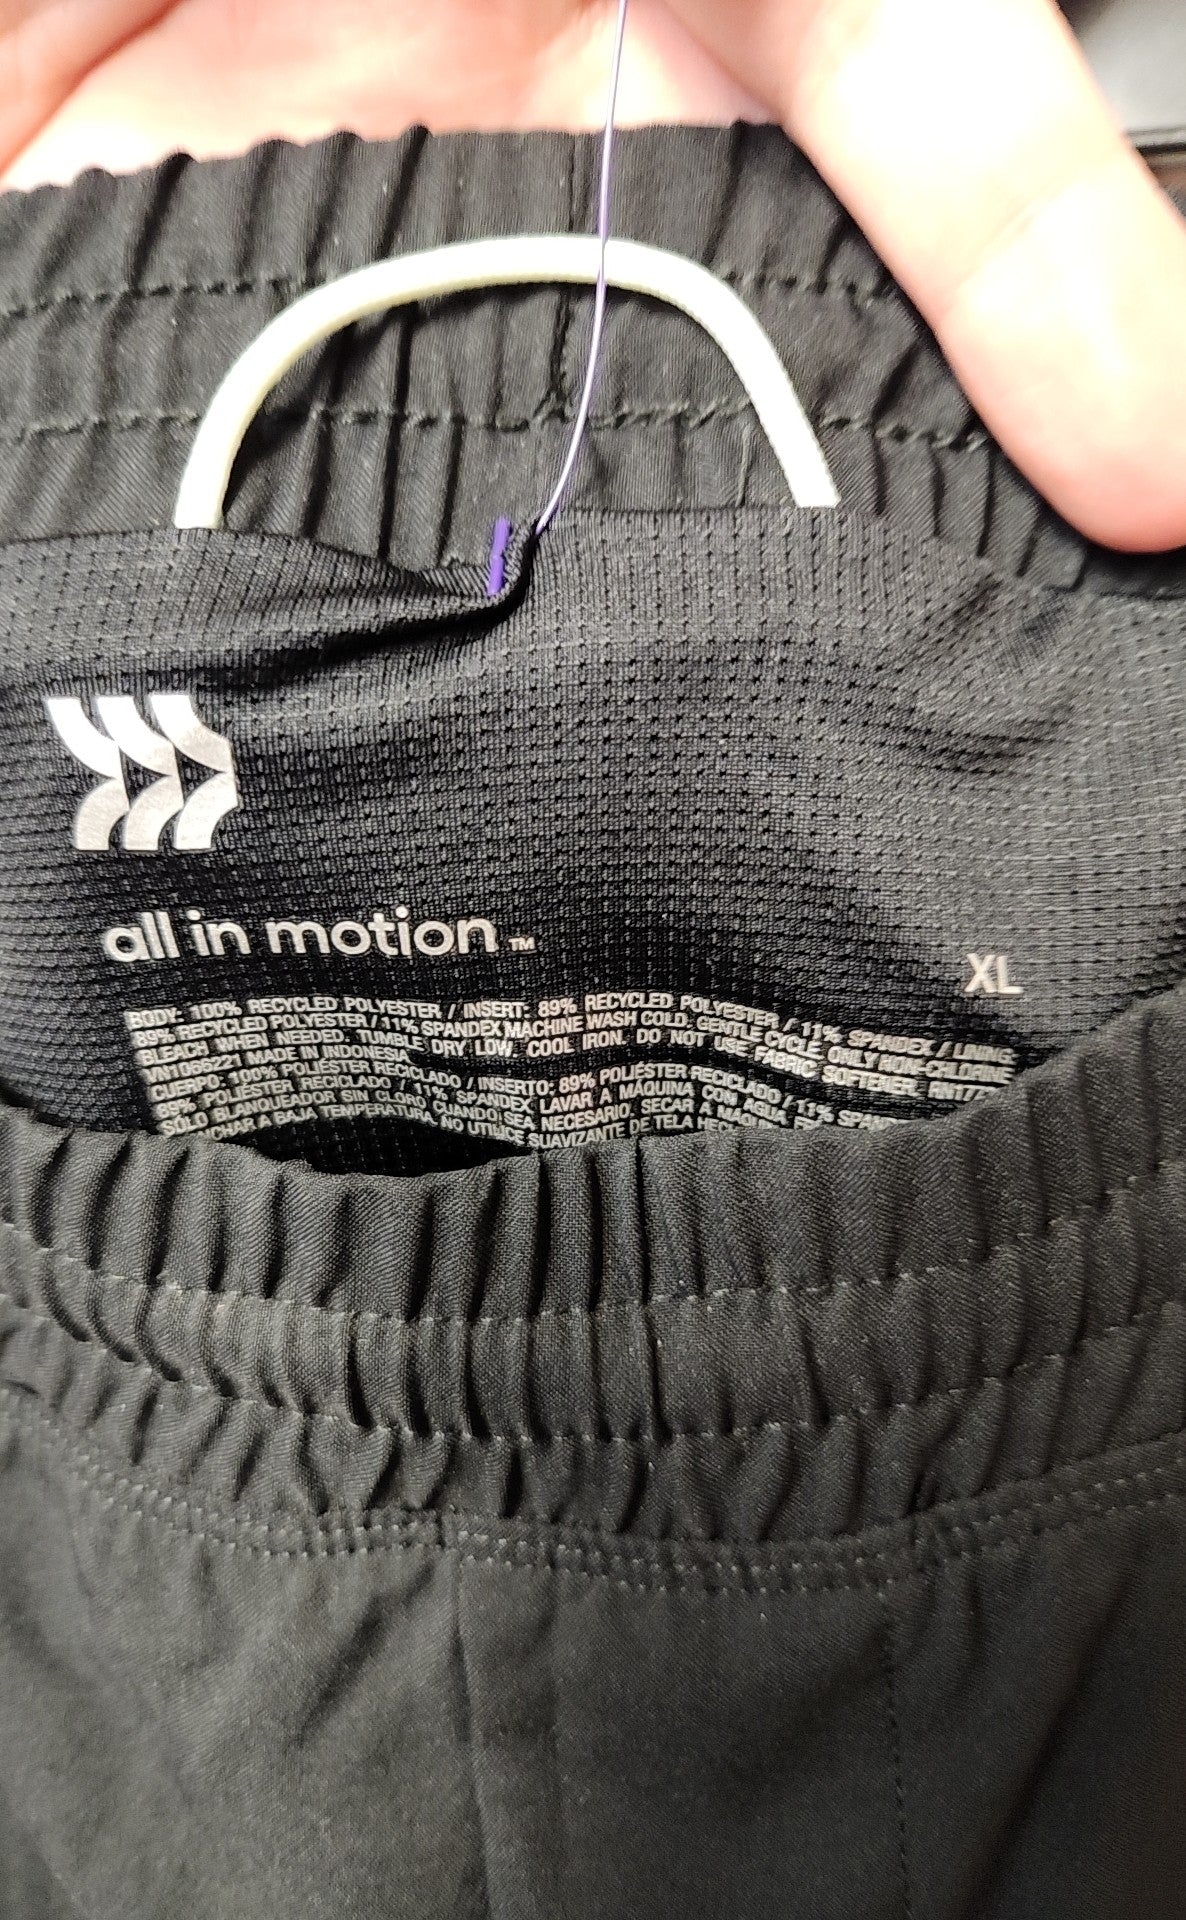 all in motion™
XL
BODY: 100% RECYCLED POLYESTER / INSERT: 89% RECYCLED POLYESTER / 11% SPANDEX / LINING:
89% RECYCLED POLYESTER / 11% SPANDEX MACHINE WASH COLD. GENTLE CYCLE. ONLY NON-CHLORINE
BLEACH WHEN NEEDED. TUMBLE DRY LOW. COOL IRON. DO NOT USE FABRIC SOFTENER.
MADE IN INDONESIA
CUERPO: 100% POLIÉSTER RECICLADO / INSERTO: 89% POLIÉSTER RECICLADO / 11% SPAN
89% POLIÉSTER RECICLADO / 11% SPANDEX LAVAR A MÁQUINA CON AGUA
SÓLO BLANQUEADOR SIN CLORO CUANDO SEA NECESARIO. SECAR A
CHAR A BAJA TEMPERATURA. NO UTILICE SUAVIZANTE DE TELA